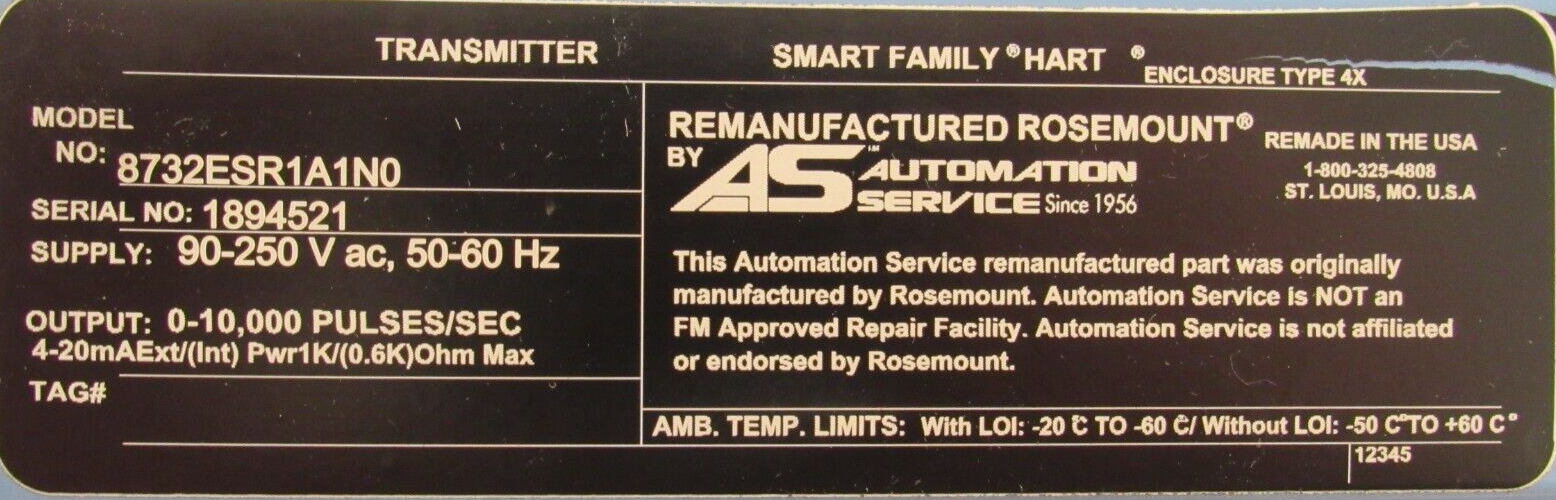 TRANSMITTER
SMART FAMILY® HART ®
ENCLOSURE TYPE 4X
MODEL
NO: 8732ESR1A1N0
SERIAL NO: 1894521
SUPPLY: 90-250 V ac, 50-60 Hz
OUTPUT: 0-10,000 PULSES/SEC
4-20mAExt/(Int) Pwr1K/(0.6K)Ohm Max
TAG#
REMANUFACTURED ROSEMOUNT®
BY AS™ AUTOMATION
SERVICE Since 1956
REMADE IN THE USA
1-800-325-4808
ST. LOUIS, MO. U.S.A
This Automation Service remanufactured part was originally
manufactured by Rosemount. Automation Service is NOT an
FM Approved Repair Facility. Automation Service is not affiliated
or endorsed by Rosemount.
AMB. TEMP. LIMITS: With LOI: -20 °C TO -60 °C/ Without LOI: -50 C°TO +60 C°
12345